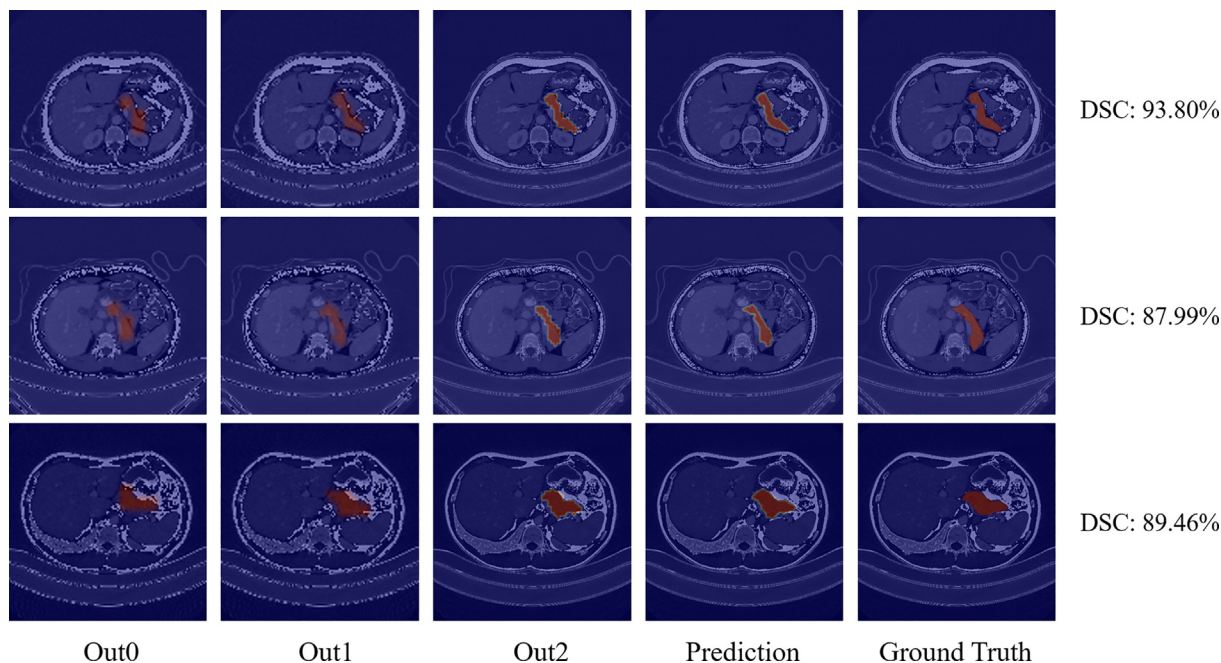 DSC: 93.80%
DSC: 87.99%
DSC: 89.46%
Out0 Out1 Out2 Prediction Ground Truth